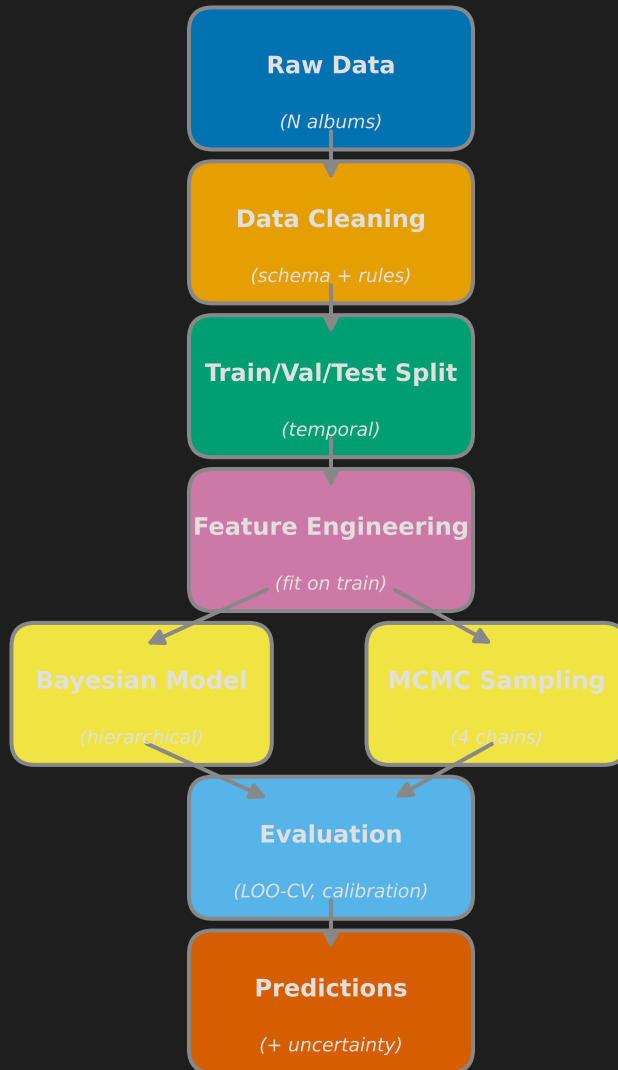 Raw Data
(N albums)
Data Cleaning
(schema + rules)
Train/Val/Test Split
(temporal)
Feature Engineering
(fit on train)
Bayesian Model
(hierarchical)
MCMC Sampling
(4 chains)
Evaluation
(LOO-CV, calibration)
Predictions
(+ uncertainty)